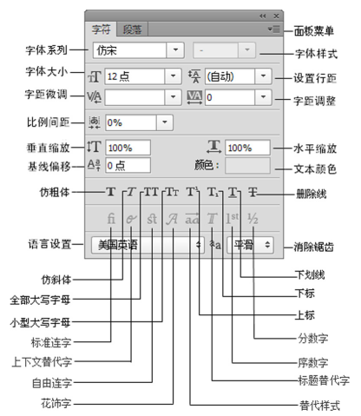 字符 段落 面板菜单
字体系列 仿宋 - 字体样式
字体大小 T 12点 (自动) 设置行距
字距微调 VA VA 0 字距调整
比例间距 0%
垂直缩放 T 100% T 100% 水平缩放
基线偏移 Aa 0点 颜色: 文本颜色
仿粗体 T T TT Tt T T T T 删除线
fi st A aa T 1st ½
语言设置 美国英语 aa 平滑 消除锯齿
仿斜体 下划线
全部大写字母 下标
小型大写字母 上标
标准连字 分数字
上下文替代字 序数字
自由连字 标题替代字
花饰字 替代样式